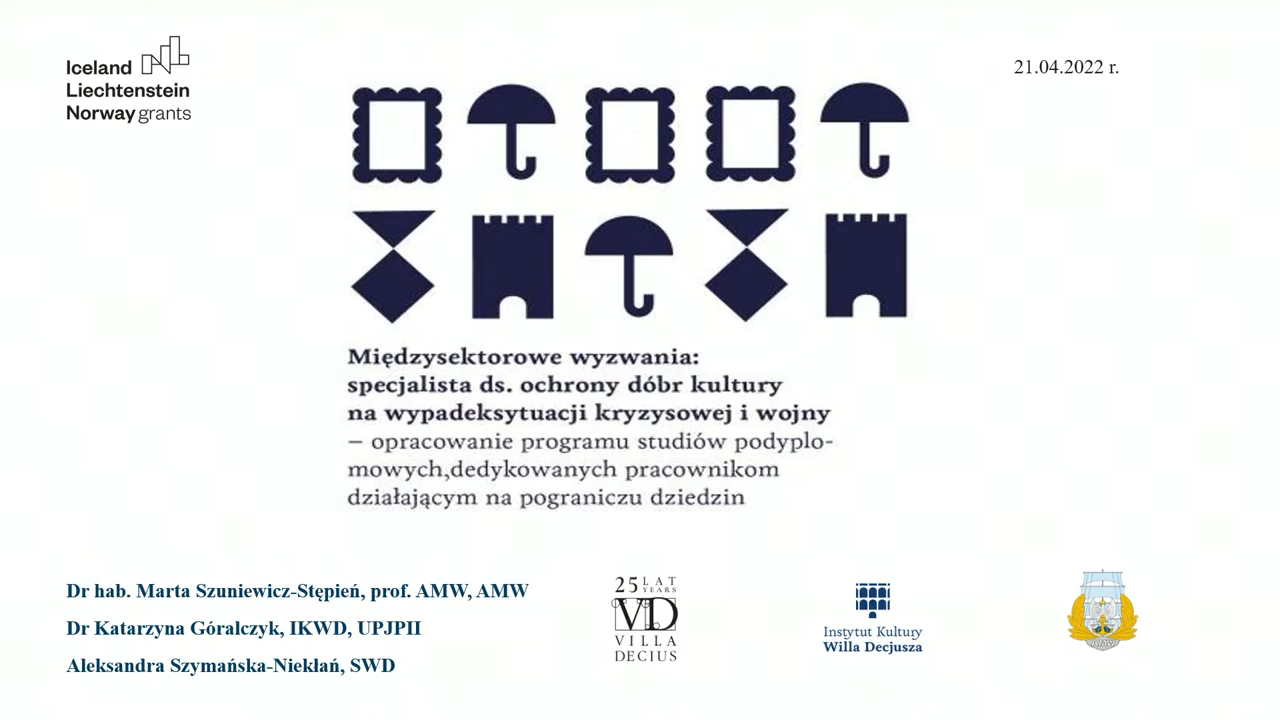 Iceland
Liechtenstein
Norway grants
21.04.2022 r.
Międzysektorowe wyzwania:
specjalista ds. ochrony dóbr kultury
na wypadeksytuacji kryzysowej i wojny
– opracowanie programu studiów podyplo-
mowych,dedykowanych pracownikom
działającym na pograniczu dziedzin
Dr hab. Marta Szuniewicz-Stępień, prof. AMW, AMW
Dr Katarzyna Góralczyk, IKWD, UPJPII
Aleksandra Szymańska-Niekłań, SWD
25 LAT
YEARS
VD
VILLA
DECIUS
Instytut Kultury
Willa Decjusza